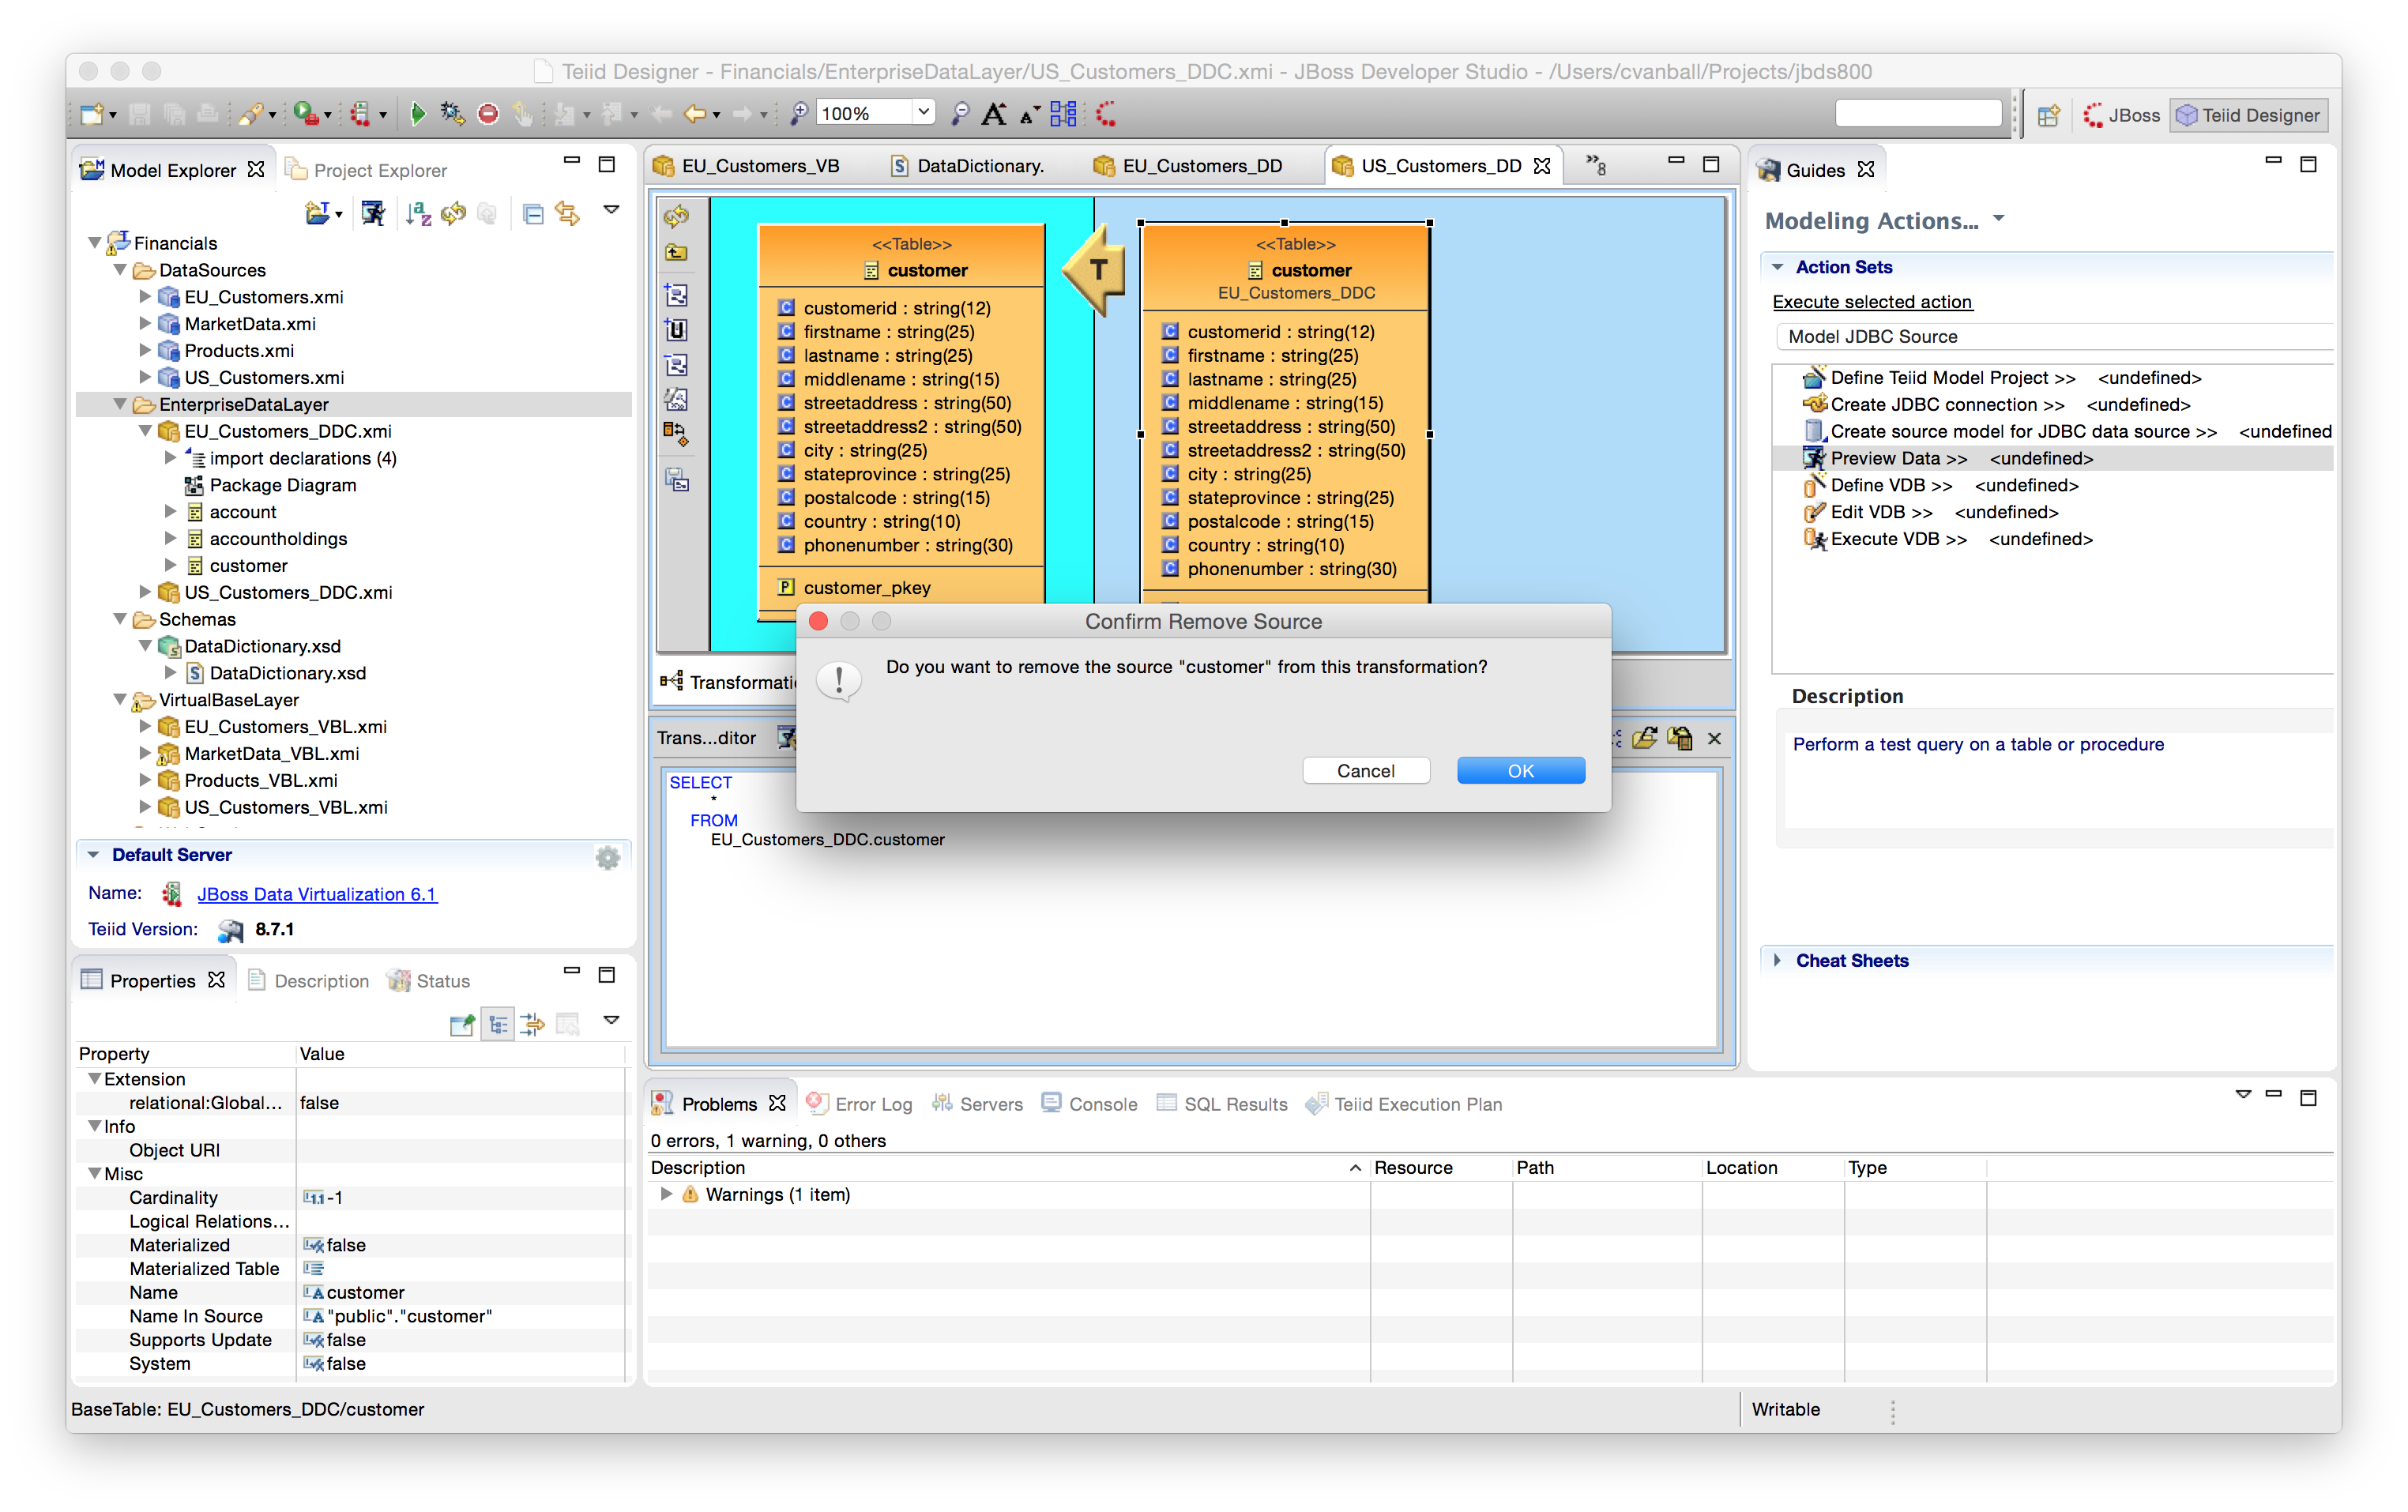 Teiid Designer - Financials/EnterpriseDataLayer/US_Customers_DDC.xmi - JBoss Developer Studio - /Users/cvanball/Projects/jbds800
100%
JBoss
Teiid Designer
Model Explorer
Project Explorer
Financials
DataSources
EU_Customers.xmi
MarketData.xmi
Products.xmi
US_Customers.xmi
EnterpriseDataLayer
EU_Customers_DDC.xmi
import declarations (4)
Package Diagram
account
accountholdings
customer
US_Customers_DDC.xmi
Schemas
DataDictionary.xsd
DataDictionary.xsd
VirtualBaseLayer
EU_Customers_VBL.xmi
MarketData_VBL.xmi
Products_VBL.xmi
US_Customers_VBL.xmi
Default Server
Name: JBoss Data Virtualization 6.1
Teiid Version: 8.7.1
Properties
Description
Status
Property Value
Extension
relational:Global... false
Info
Object URI
Misc
Cardinality -1
Logical Relations...
Materialized false
Materialized Table
Name customer
Name In Source "public"."customer"
Supports Update false
System false
BaseTable: EU_Customers_DDC/customer
EU_Customers_VB
DataDictionary.
EU_Customers_DD
US_Customers_DD
»8
<<Table>>
customer
customerid : string(12)
firstname : string(25)
lastname : string(25)
middlename : string(15)
streetaddress : string(50)
streetaddress2 : string(50)
city : string(25)
stateprovince : string(25)
postalcode : string(15)
country : string(10)
phonenumber : string(30)
customer_pkey
T
<<Table>>
customer
EU_Customers_DDC
customerid : string(12)
firstname : string(25)
lastname : string(25)
middlename : string(15)
streetaddress : string(50)
streetaddress2 : string(50)
city : string(25)
stateprovince : string(25)
postalcode : string(15)
country : string(10)
phonenumber : string(30)
Confirm Remove Source
Do you want to remove the source "customer" from this transformation?
Cancel
OK
Transformati
Trans...ditor
SELECT
*
FROM
EU_Customers_DDC.customer
Problems
Error Log
Servers
Console
SQL Results
Teiid Execution Plan
0 errors, 1 warning, 0 others
Description Resource Path Location Type
Warnings (1 item)
Writable
Guides
Modeling Actions...
Action Sets
Execute selected action
Model JDBC Source
Define Teiid Model Project >> <undefined>
Create JDBC connection >> <undefined>
Create source model for JDBC data source >> <undefined
Preview Data >> <undefined>
Define VDB >> <undefined>
Edit VDB >> <undefined>
Execute VDB >> <undefined>
Description
Perform a test query on a table or procedure
Cheat Sheets